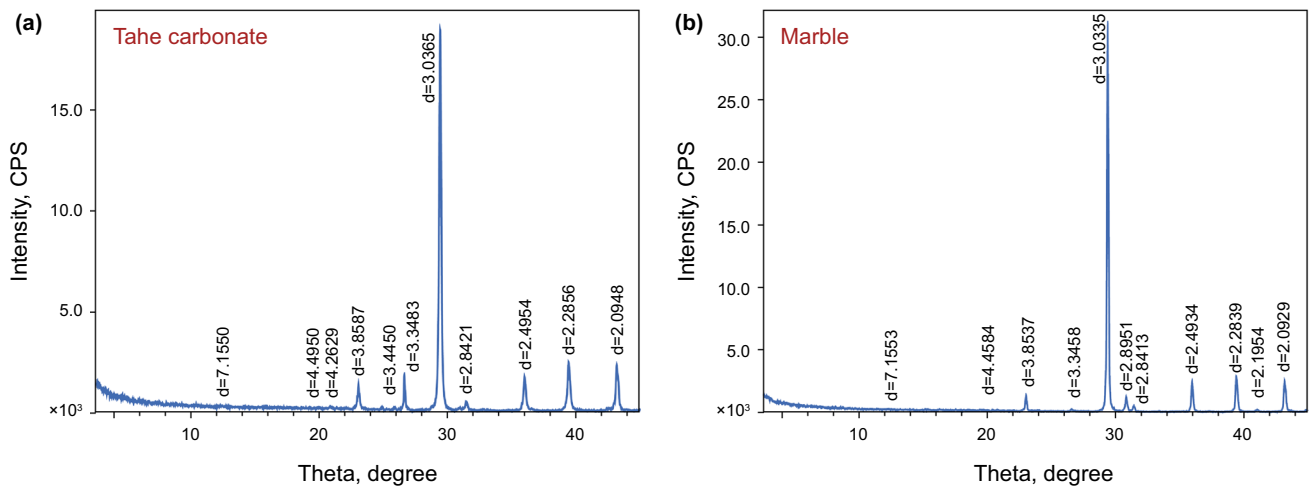 (a)
Tahe carbonate
Intensity, CPS
15.0
10.0
5.0
×10³
d=7.1550
d=4.4950
d=4.2629
d=3.8587
d=3.4450
d=3.3483
d=3.0365
d=2.8421
d=2.4954
d=2.2856
d=2.0948
10
20
30
40
Theta, degree
(b)
Marble
Intensity, CPS
30.0
25.0
20.0
15.0
10.0
5.0
×10³
d=7.1553
d=4.4584
d=3.8537
d=3.3458
d=3.0335
d=2.8951
d=2.8413
d=2.4934
d=2.2839
d=2.1954
d=2.0929
10
20
30
40
Theta, degree